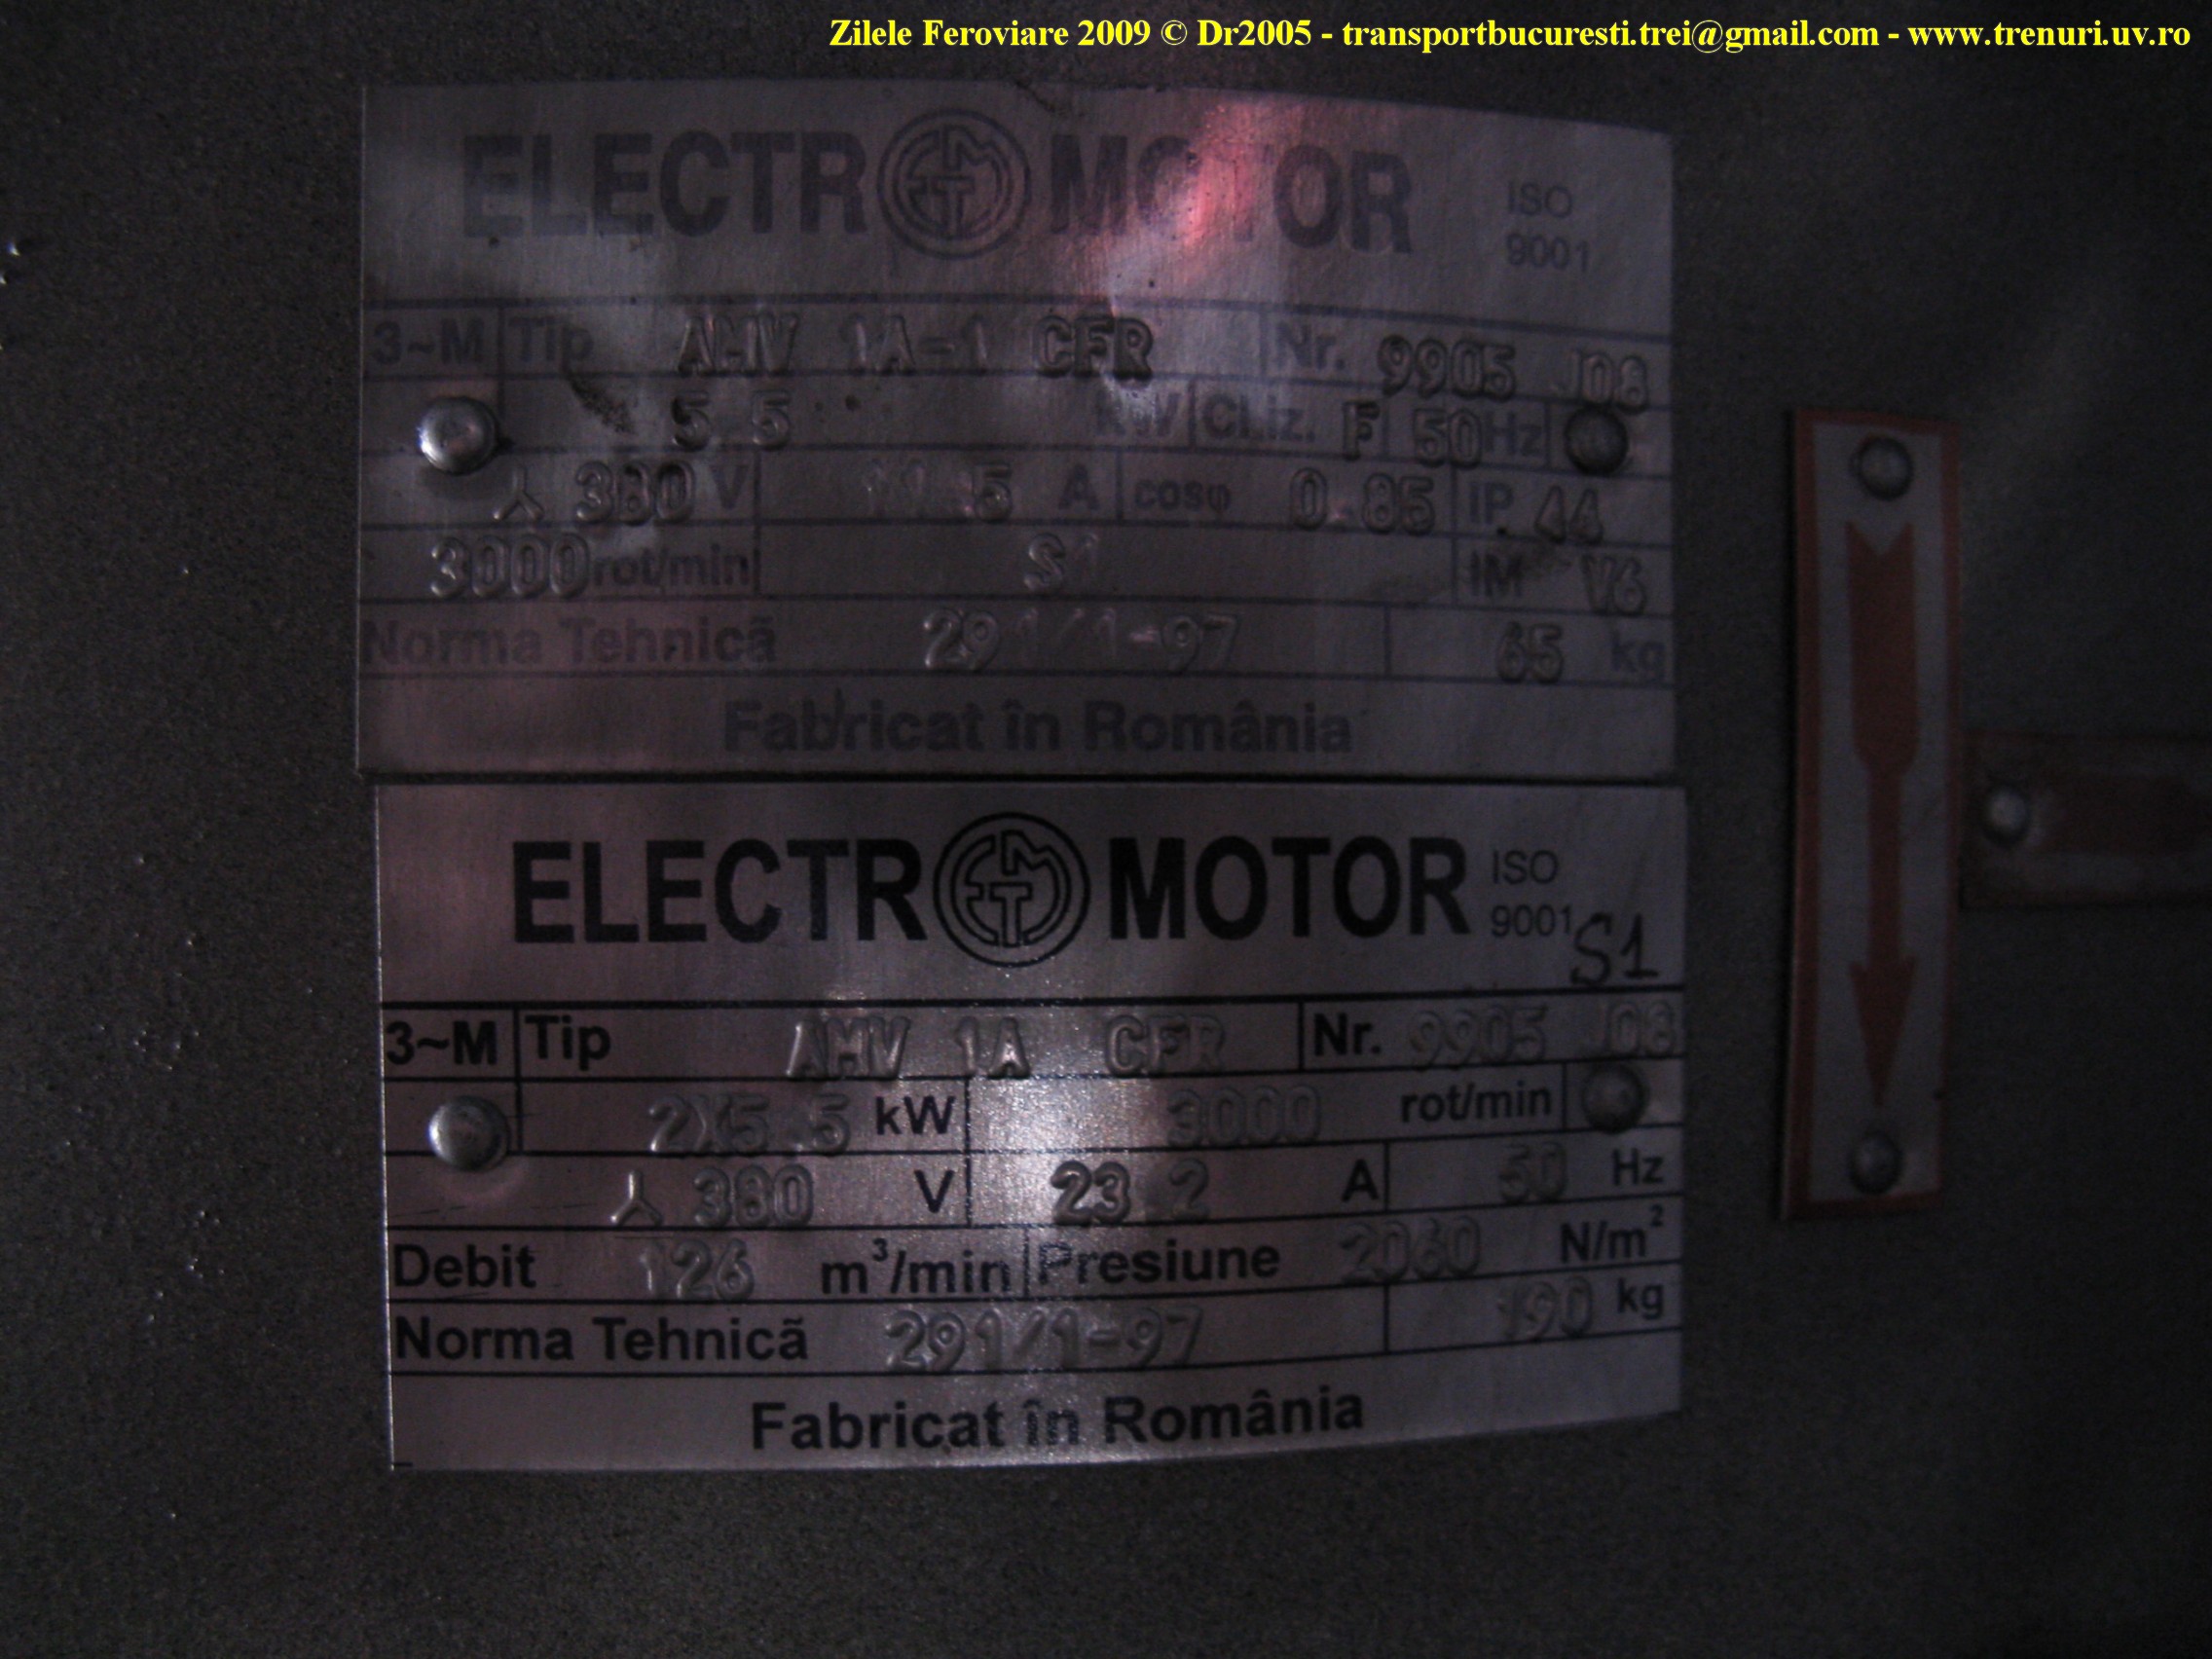 Zilele Feroviare 2009 © Dr2005 - transportbucuresti.trei@gmail.com - www.trenuri.uv.ro
ELECTROMOTOR ISO 9001
3~M Tip AMV 1A-1 CFR Nr. 9905 J08
5.5 kW Cl.iz. F 50 Hz
380 V 11.5 A cosφ 0.85 IP 44
3000 rot/min S1 IM V6
Norma Tehnică 291/1-97 65 kg
Fabricat în România
ELECTROMOTOR ISO 9001 S1
3~M Tip AMV 1A CFR Nr. 9905 J08
2X5.5 kW 3000 rot/min
380 V 23.2 A 50 Hz
Debit 126 m³/min Presiune 2060 N/m²
Norma Tehnică 291/1-97 190 kg
Fabricat în România